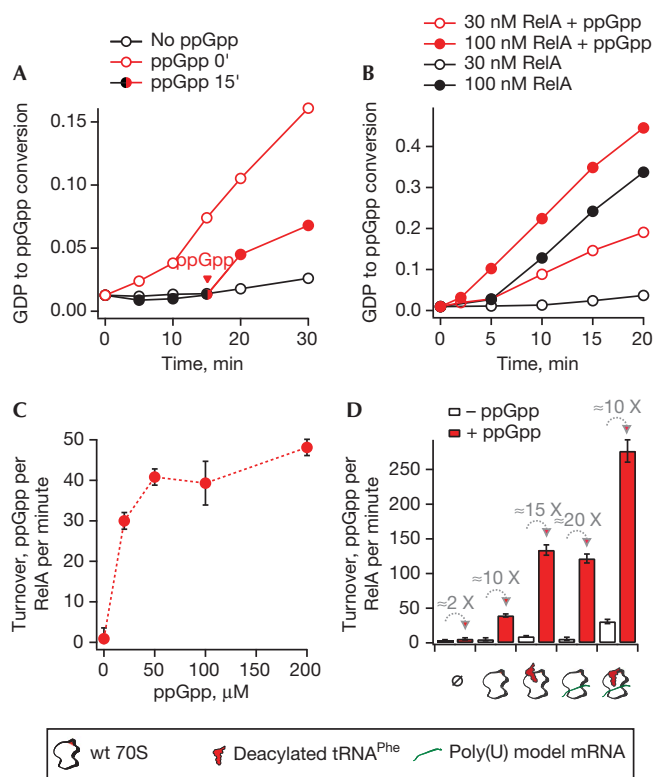 No ppGpp
ppGpp 0'
ppGpp 15'
A
GDP to ppGpp conversion
0.15
0.10
0.05
0.00
ppGpp
0 10 20 30
Time, min
30 nM RelA + ppGpp
100 nM RelA + ppGpp
30 nM RelA
100 nM RelA
B
GDP to ppGpp conversion
0.4
0.3
0.2
0.1
0.0
0 5 10 15 20
Time, min
C
Turnover, ppGpp per
RelA per minute
50
40
30
20
10
0
0 50 100 150 200
ppGpp, μM
D
– ppGpp
+ ppGpp
Turnover, ppGpp per
RelA per minute
250
200
150
100
50
0
≈2 X
≈10 X
≈15 X
≈20 X
≈10 X
ø
wt 70S
Deacylated tRNAPhe
Poly(U) model mRNA